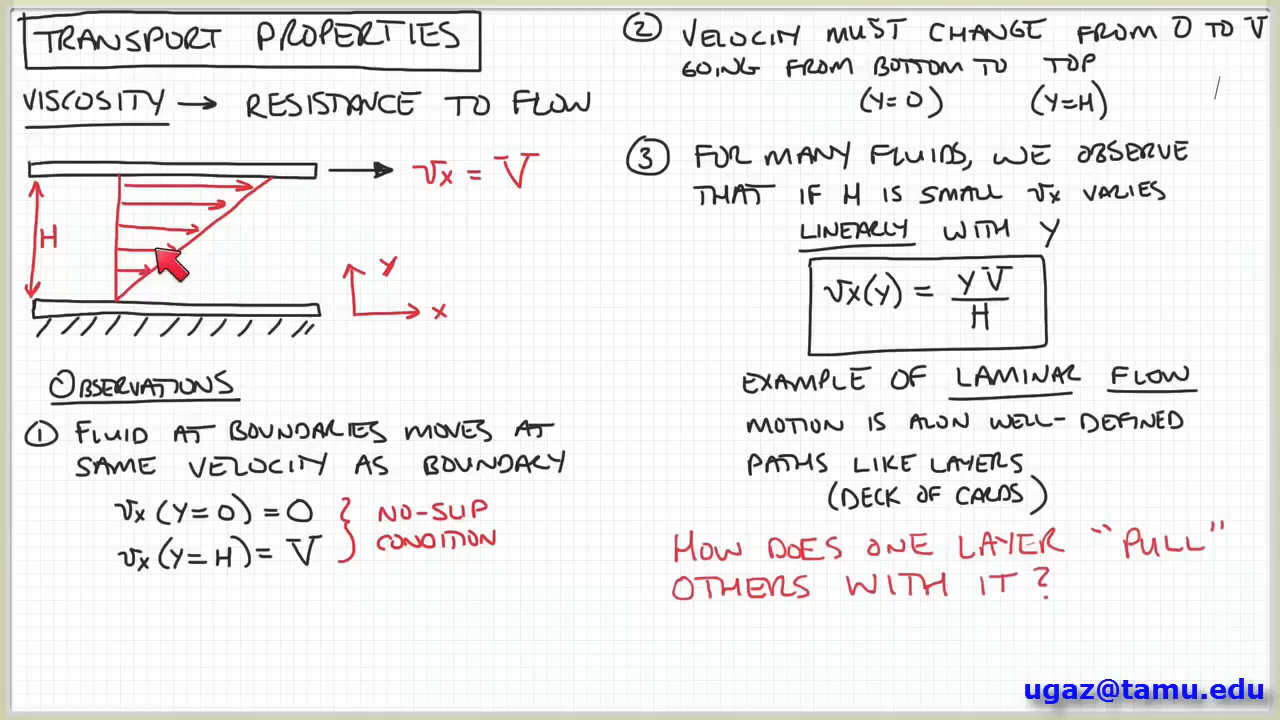 TRANSPORT PROPERTIES
VISCOSITY → RESISTANCE TO FLOW
Vx = V
H
Y
X
OBSERVATIONS
① FLUID AT BOUNDARIES MOVES AT
SAME VELOCITY AS BOUNDARY
Vx (Y=0) = 0
Vx (Y=H) = V
NO-SLIP
CONDITION
② VELOCITY MUST CHANGE FROM 0 TO V
GOING FROM BOTTOM TO TOP
(Y=0) (Y=H)
③ FOR MANY FLUIDS, WE OBSERVE
THAT IF H IS SMALL Vx VARIES
LINEARLY WITH Y
Vx(Y) = YV/H
EXAMPLE OF LAMINAR FLOW
MOTION IS ALON WELL-DEFINED
PATHS LIKE LAYERS
(DECK OF CARDS)
HOW DOES ONE LAYER "PULL"
OTHERS WITH IT?
ugaz@tamu.edu